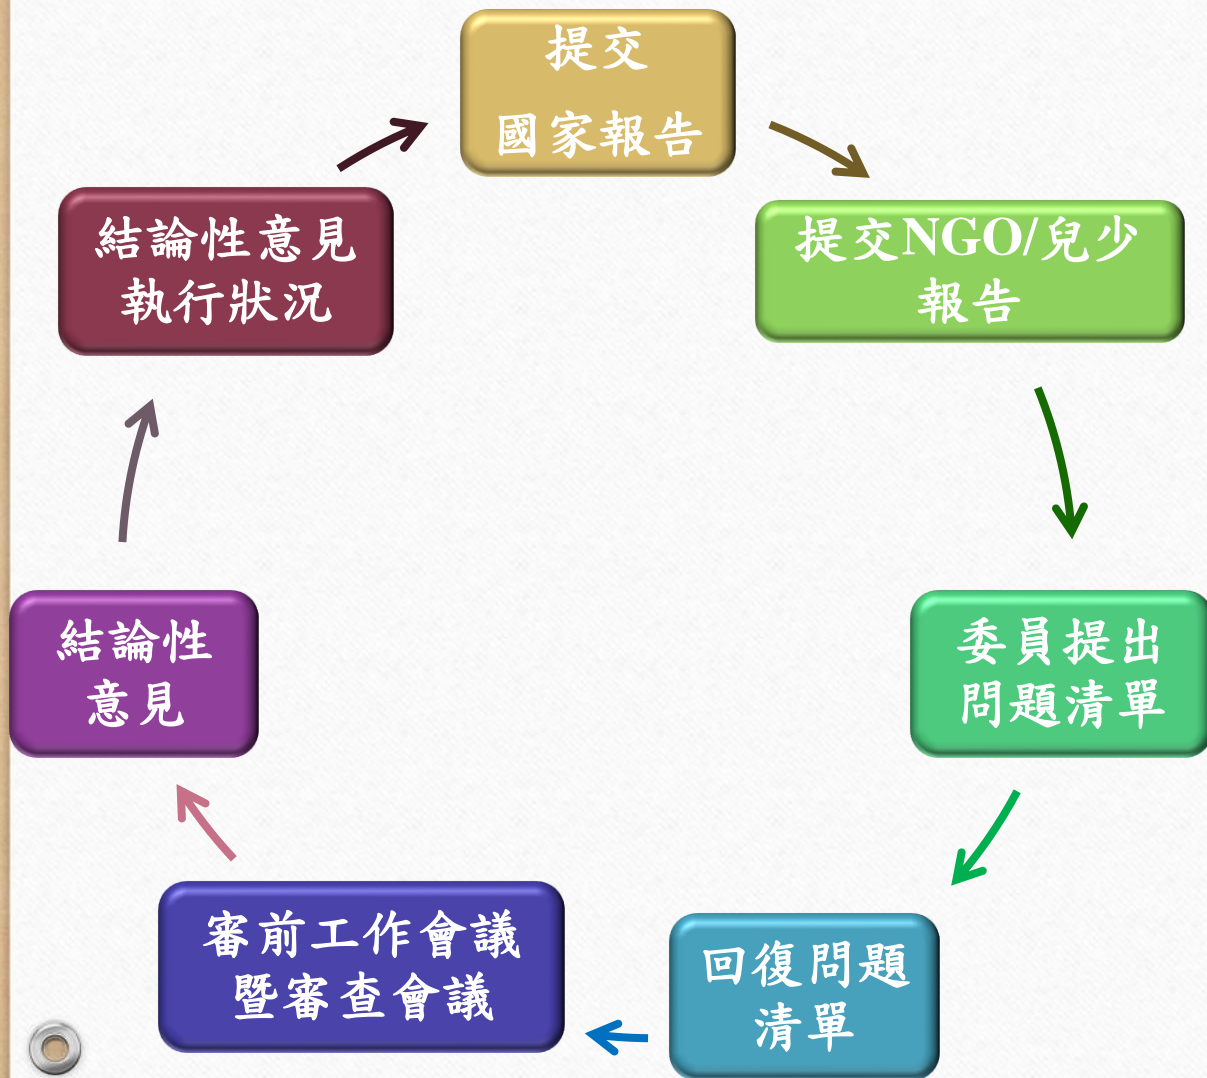 提交
國家報告
提交NGO/兒少
報告
委員提出
問題清單
回復問題
清單
審前工作會議
暨審查會議
結論性
意見
結論性意見
執行狀況